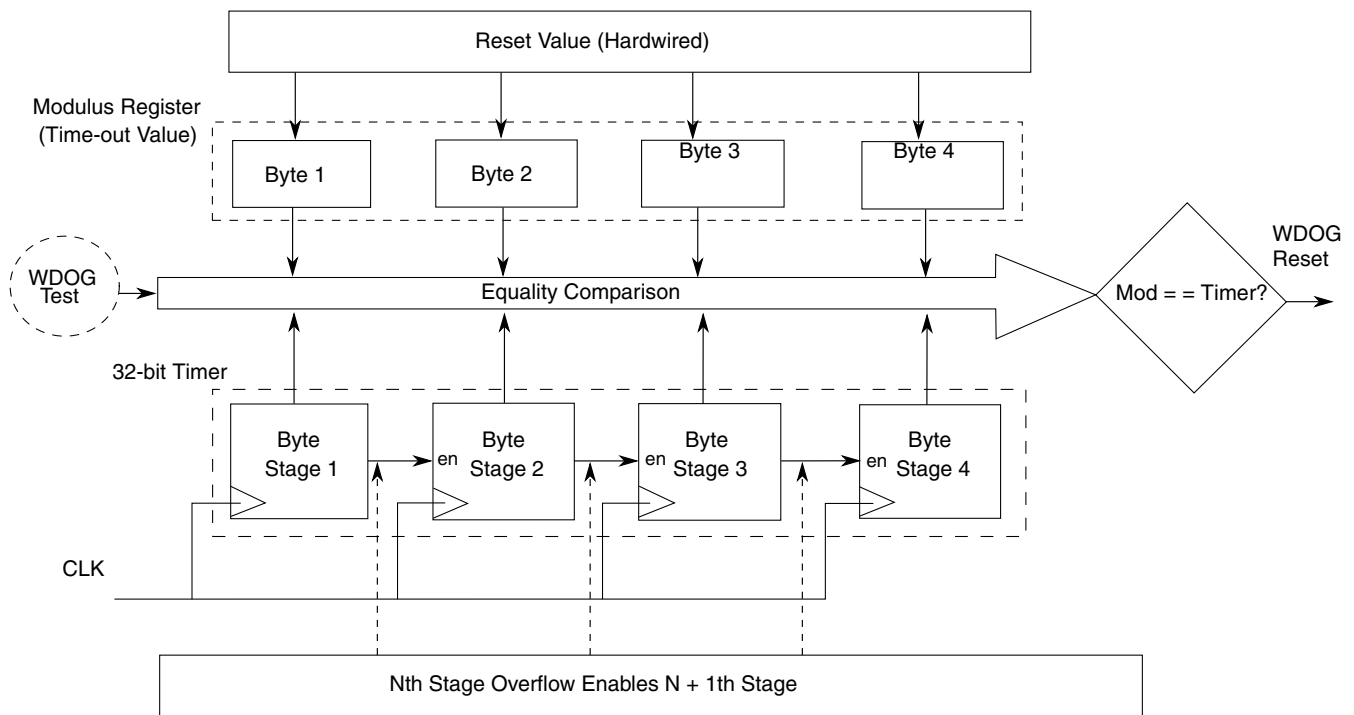 Reset Value (Hardwired)
Modulus Register
(Time-out Value)
Byte 1
Byte 2
Byte 3
Byte 4
WDOG
Test
Equality Comparison
Mod = = Timer?
WDOG
Reset
32-bit Timer
Byte
Stage 1
en
Byte
Stage 2
en
Byte
Stage 3
en
Byte
Stage 4
CLK
Nth Stage Overflow Enables N + 1th Stage